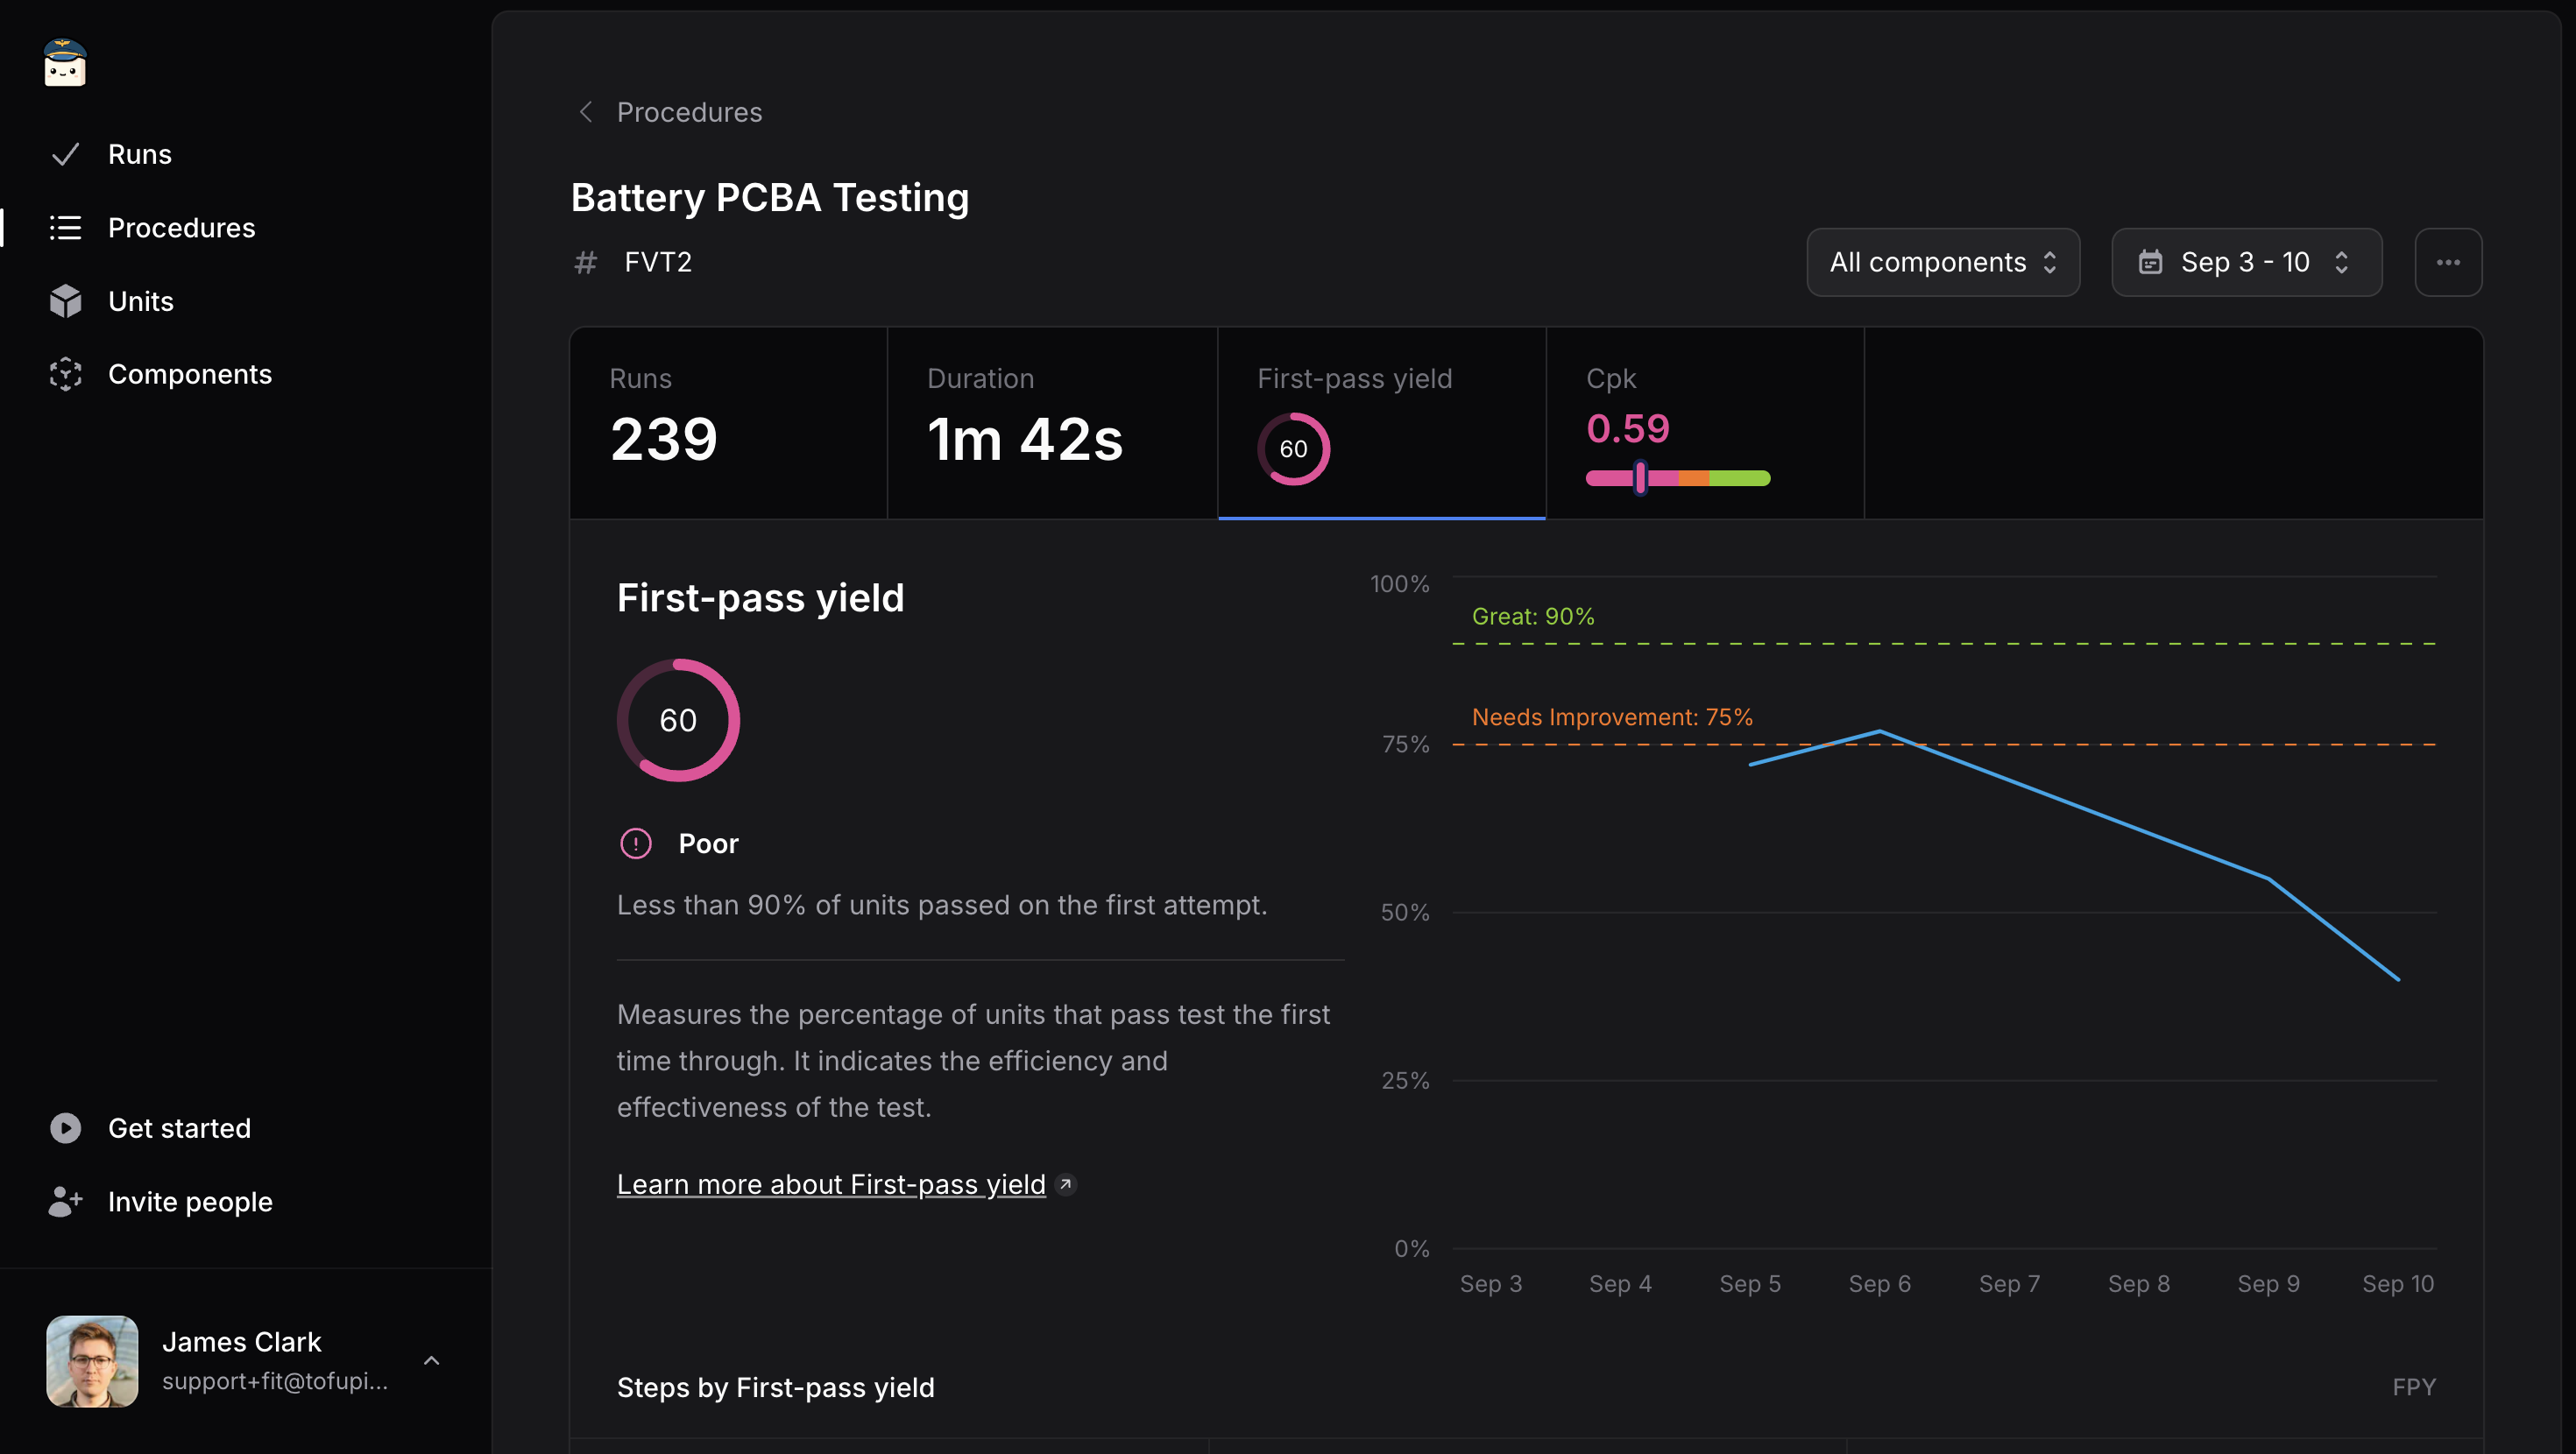 Runs
Procedures
Units
Components
Get started
Invite people
James Clark
support+fit@tofupi...
Procedures
Battery PCBA Testing
# FVT2
All components
Sep 3 - 10
Runs
239
Duration
1m 42s
First-pass yield
60
Cpk
0.59
First-pass yield
60
Poor
Less than 90% of units passed on the first attempt.
Measures the percentage of units that pass test the first
time through. It indicates the efficiency and
effectiveness of the test.
Learn more about First-pass yield
100%
Great: 90%
Needs Improvement: 75%
75%
50%
25%
0%
Sep 3 Sep 4 Sep 5 Sep 6 Sep 7 Sep 8 Sep 9 Sep 10
Steps by First-pass yield FPY